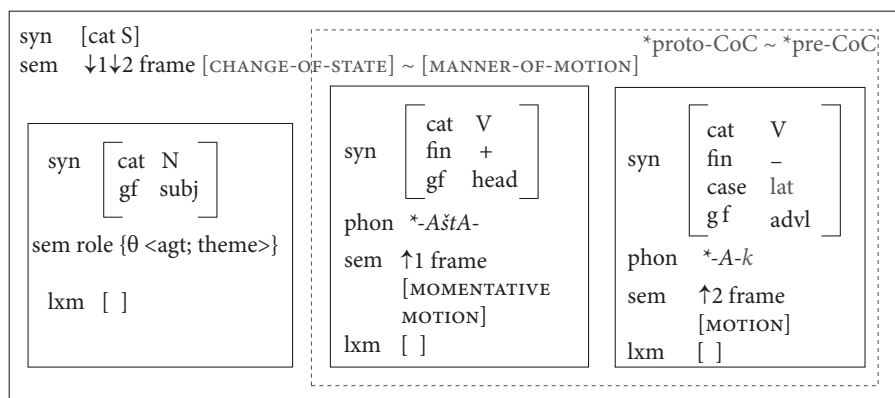 syn [cat S]
*proto-CoC ~ *pre-CoC
sem ↓1↓2 frame [CHANGE-OF-STATE] ~ [MANNER-OF-MOTION]
syn [cat N
gf subj]
sem role {θ <agt; theme>}
lxm [ ]
syn [cat V
fin +
gf head]
phon *-AštA-
sem ↑1 frame
[MOMENTATIVE
MOTION]
lxm [ ]
syn [cat V
fin –
case lat
gf advl]
phon *-A-k
sem ↑2 frame
[MOTION]
lxm [ ]